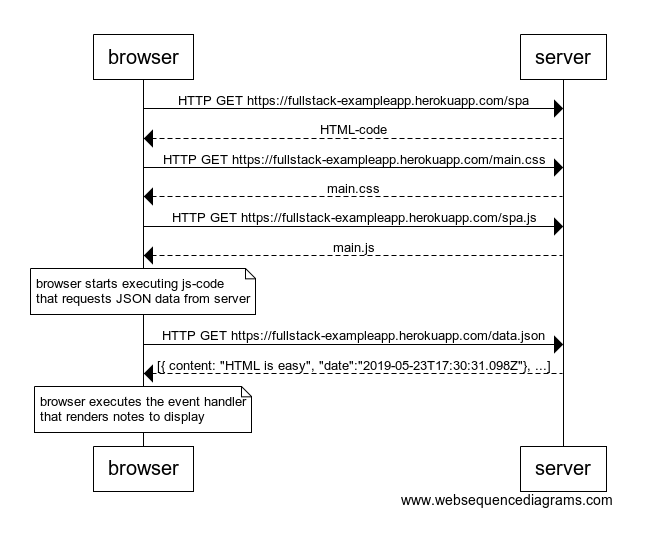 browser
server
HTTP GET https://fullstack-exampleapp.herokuapp.com/spa
HTML-code
HTTP GET https://fullstack-exampleapp.herokuapp.com/main.css
main.css
HTTP GET https://fullstack-exampleapp.herokuapp.com/spa.js
main.js
browser starts executing js-code
that requests JSON data from server
HTTP GET https://fullstack-exampleapp.herokuapp.com/data.json
[{ content: "HTML is easy", "date":"2019-05-23T17:30:31.098Z"}, ...]
browser executes the event handler
that renders notes to display
browser
server
www.websequencediagrams.com